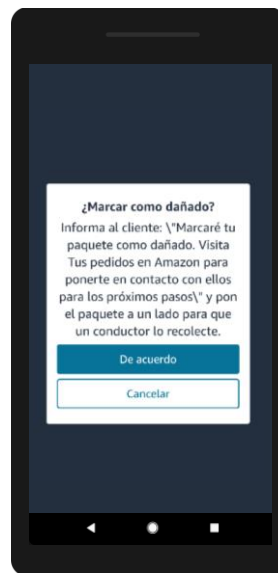 ¿Marcar como dañado?
Informa al cliente: \"Marcaré tu
paquete como dañado. Visita
Tus pedidos en Amazon para
ponerte en contacto con ellos
para los próximos pasos\" y pon
el paquete a un lado para que
un conductor lo recolecte.
De acuerdo
Cancelar